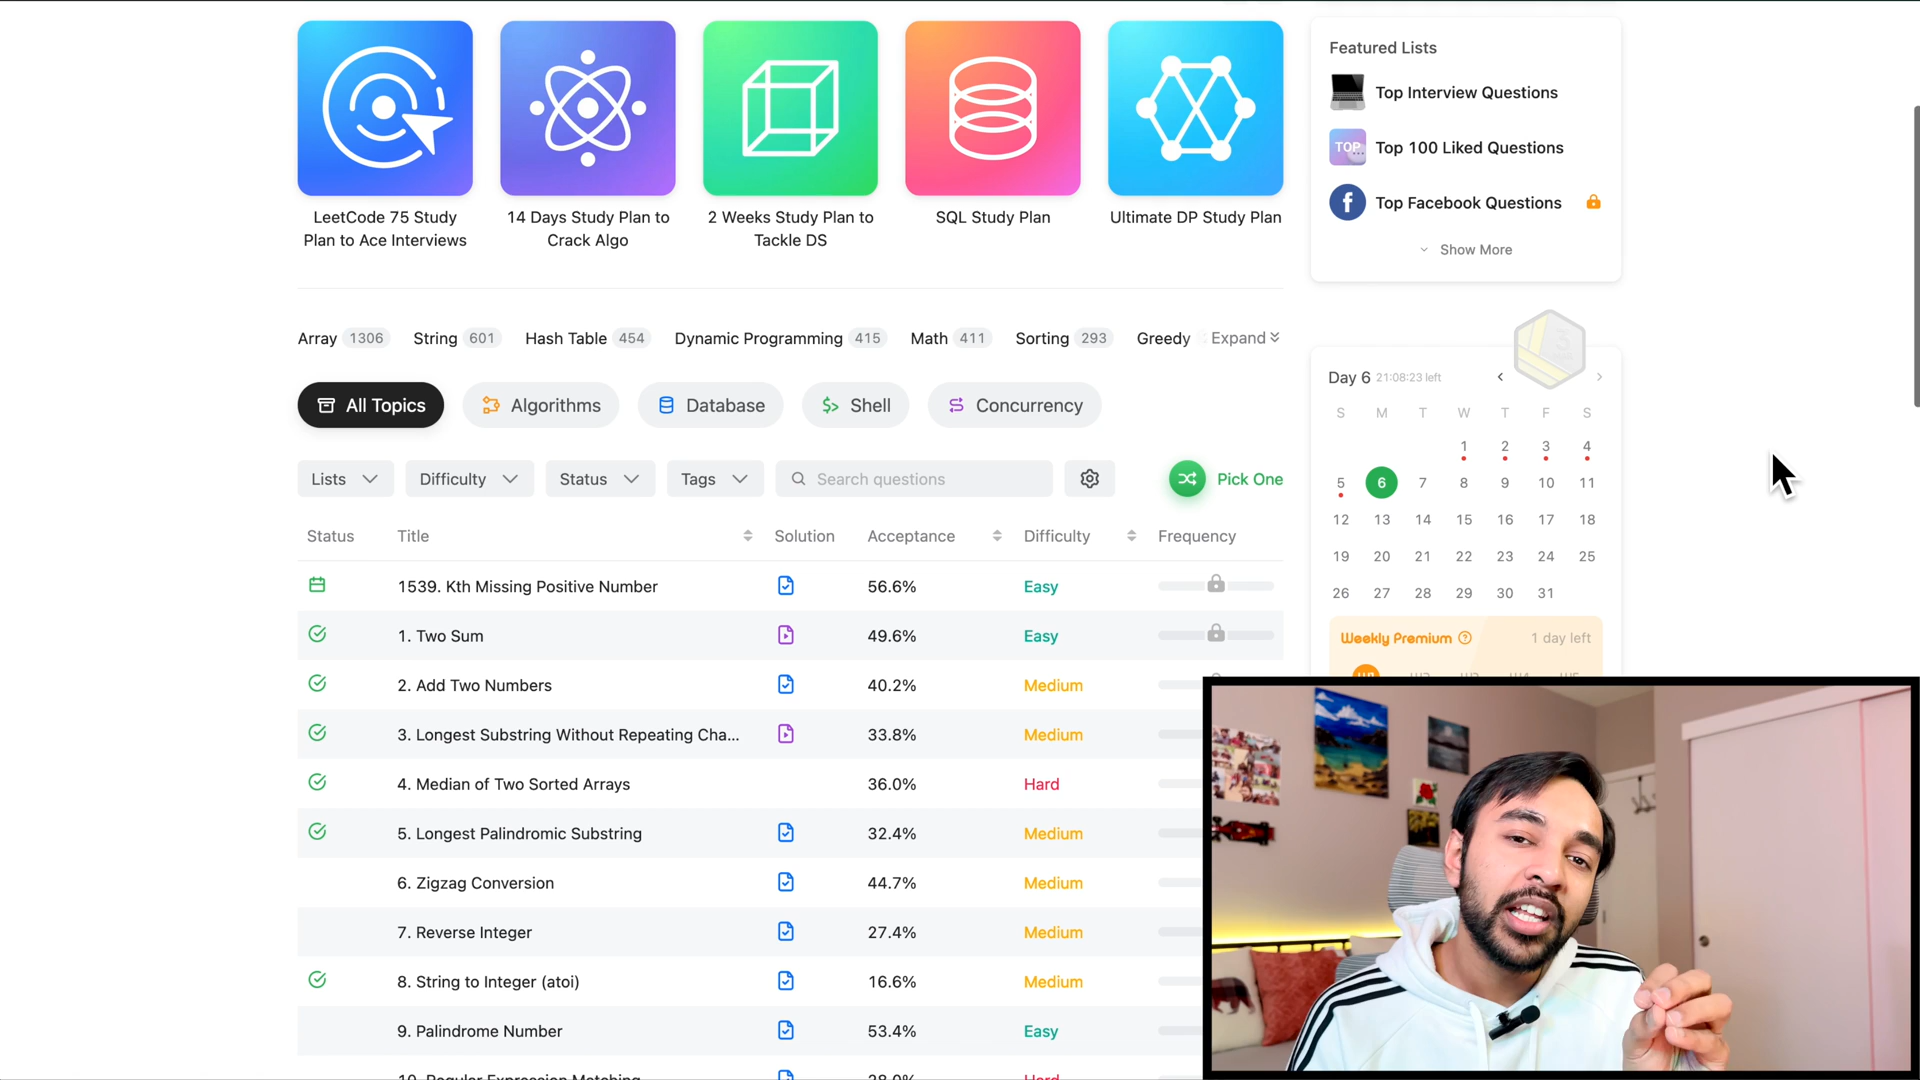 LeetCode 75 Study
Plan to Ace Interviews
14 Days Study Plan to
Crack Algo
2 Weeks Study Plan to
Tackle DS
SQL Study Plan
Ultimate DP Study Plan
Featured Lists
Top Interview Questions
TOP
Top 100 Liked Questions
Top Facebook Questions
Show More
Array 1306 String 601 Hash Table 454 Dynamic Programming 415 Math 411 Sorting 293 Greedy Expand
All Topics Algorithms Database Shell Concurrency
Lists Difficulty Status Tags Search questions Pick One
Status Title Solution Acceptance Difficulty Frequency
1539. Kth Missing Positive Number 56.6% Easy
1. Two Sum 49.6% Easy
2. Add Two Numbers 40.2% Medium
3. Longest Substring Without Repeating Cha... 33.8% Medium
4. Median of Two Sorted Arrays 36.0% Hard
5. Longest Palindromic Substring 32.4% Medium
6. Zigzag Conversion 44.7% Medium
7. Reverse Integer 27.4% Medium
8. String to Integer (atoi) 16.6% Medium
9. Palindrome Number 53.4% Easy
10. Regular Expression Matching 28.0% Hard
Day 6 21:08:23 left
S M T W T F S
1 2 3 4
5 6 7 8 9 10 11
12 13 14 15 16 17 18
19 20 21 22 23 24 25
26 27 28 29 30 31
Weekly Premium 1 day left